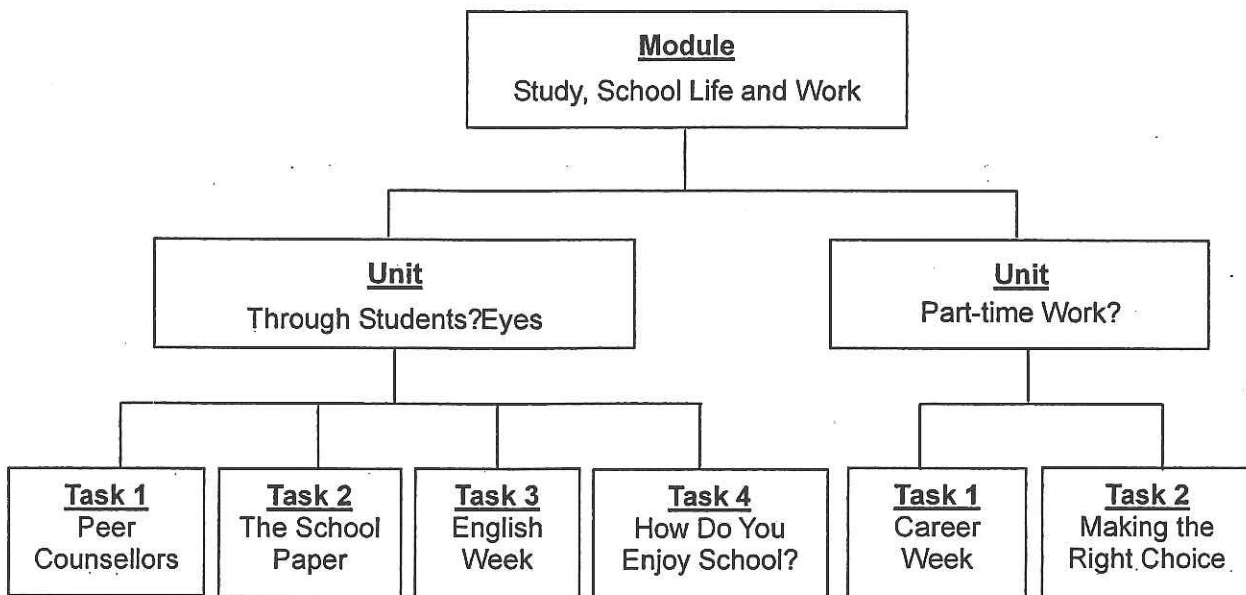 Module
Study, School Life and Work
Unit
Through Students?Eyes
Unit
Part-time Work?
Task 1
Peer
Counsellors
Task 2
The School
Paper
Task 3
English
Week
Task 4
How Do You
Enjoy School?
Task 1
Career
Week
Task 2
Making the
Right Choice